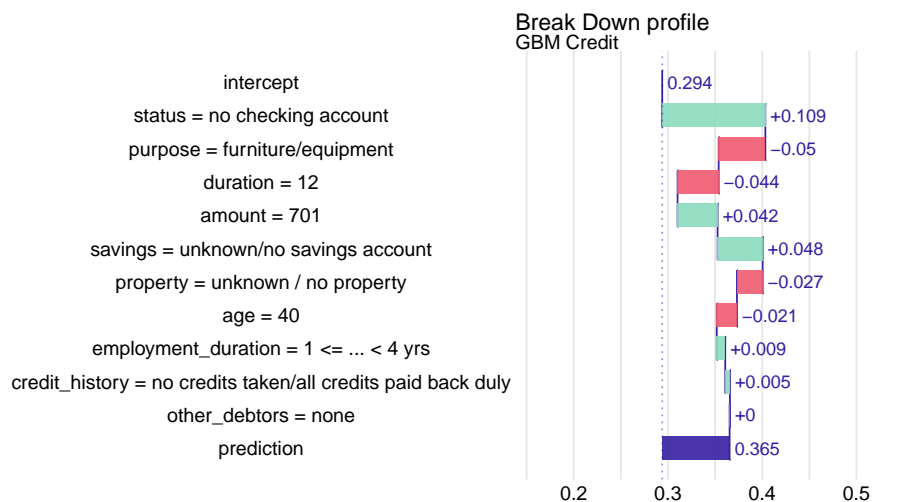 Break Down profile
GBM Credit
intercept 0.294
status = no checking account +0.109
purpose = furniture/equipment −0.05
duration = 12 −0.044
amount = 701 +0.042
savings = unknown/no savings account +0.048
property = unknown / no property −0.027
age = 40 −0.021
employment_duration = 1 <= ... < 4 yrs +0.009
credit_history = no credits taken/all credits paid back duly +0.005
other_debtors = none +0
prediction 0.365
0.2 0.3 0.4 0.5